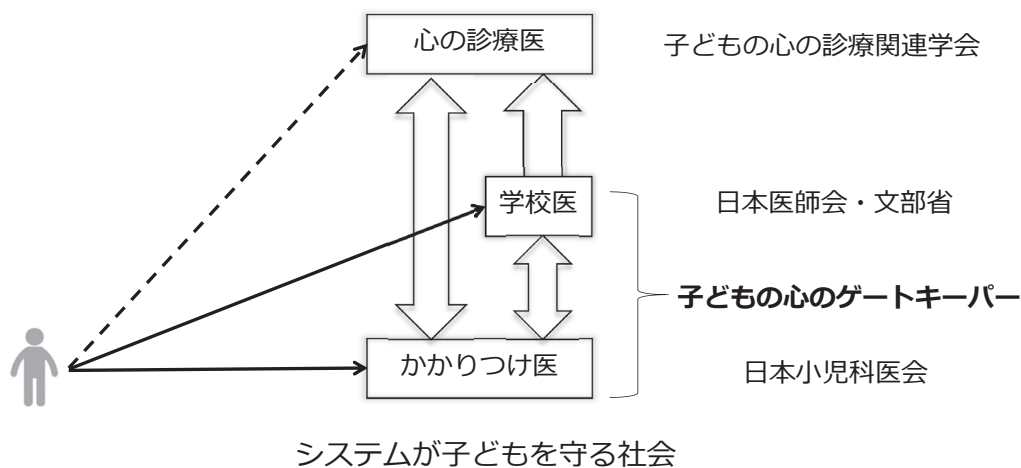 心の診療医
子どもの心の診療関連学会
学校医
日本医師会・文部省
子どもの心のゲートキーパー
かかりつけ医
日本小児科医会
システムが子どもを守る社会